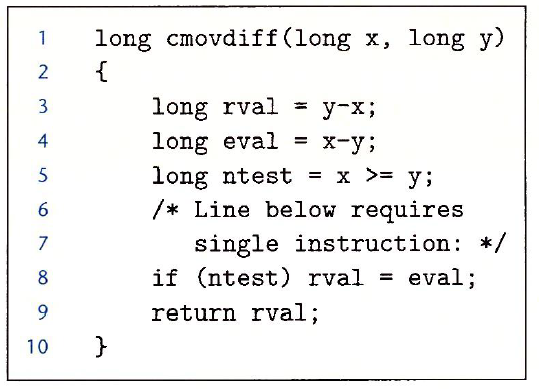 1 long cmovdiff(long x, long y)
2 {
3 long rval = y-x;
4 long eval = x-y;
5 long ntest = x >= y;
6 /* Line below requires
7 single instruction: */
8 if (ntest) rval = eval;
9 return rval;
10 }